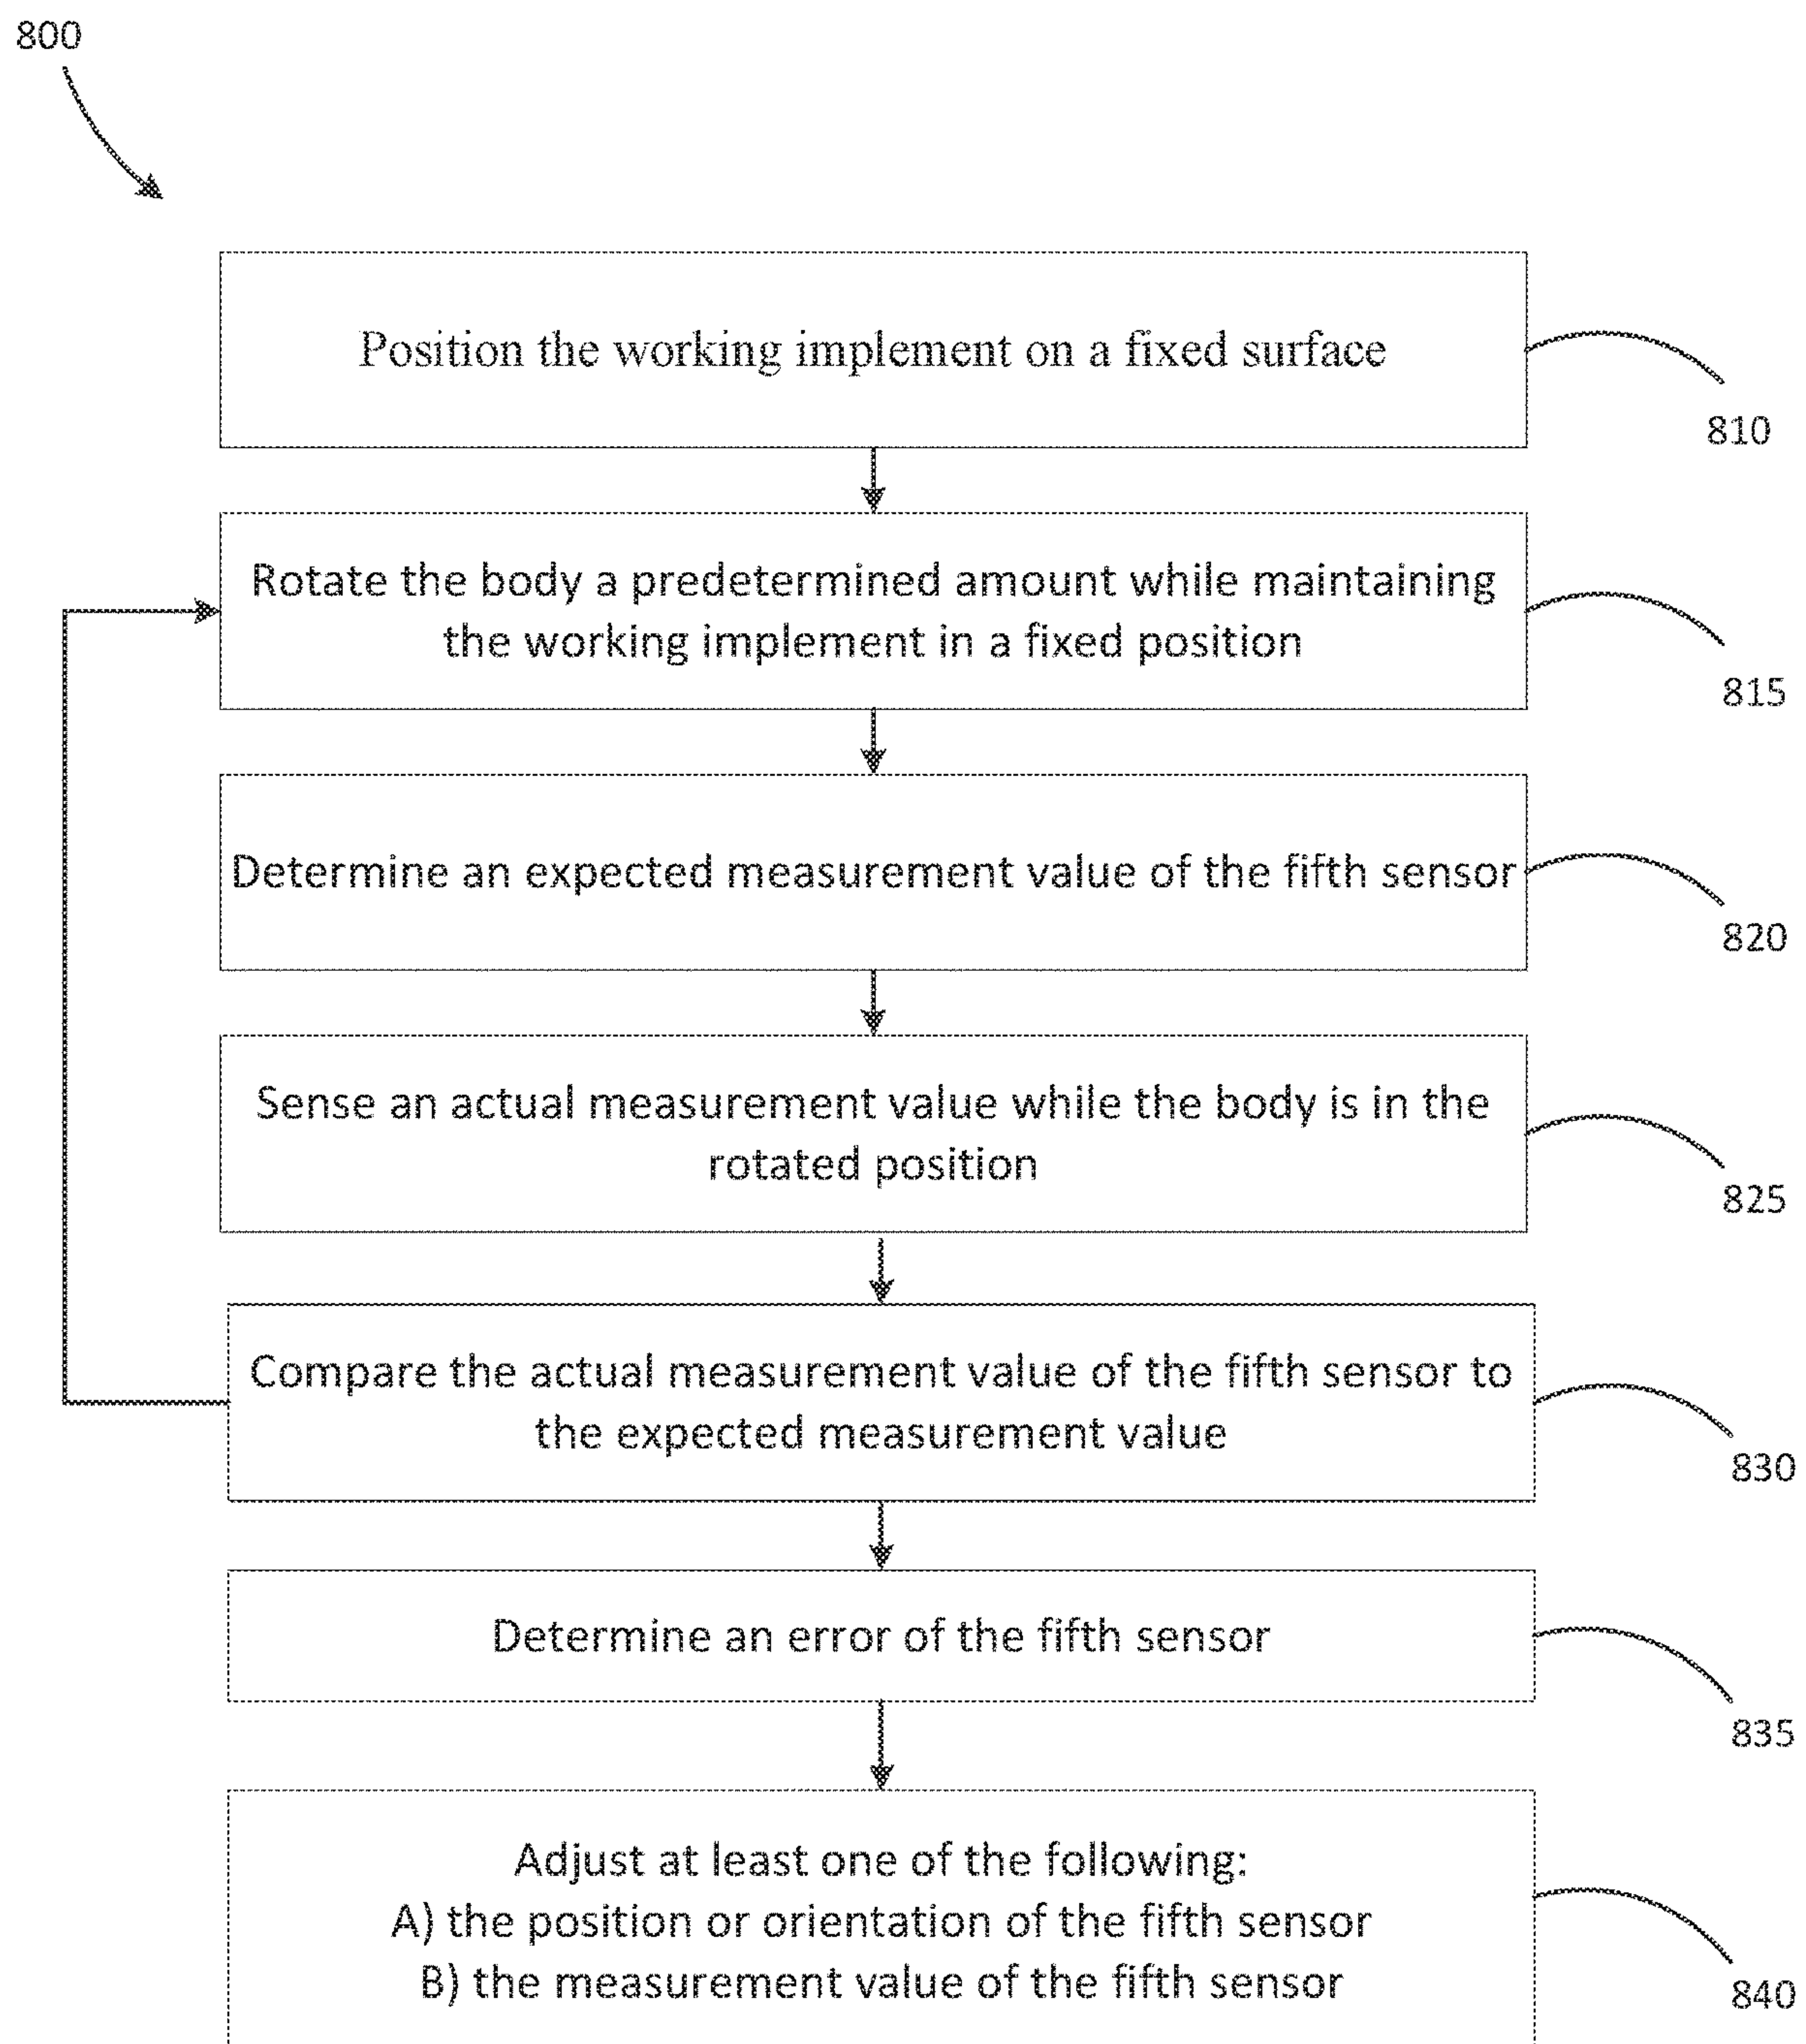 800
Position the working implement on a fixed surface
810
Rotate the body a predetermined amount while maintaining
the working implement in a fixed position
815
Determine an expected measurement value of the fifth sensor
820
Sense an actual measurement value while the body is in the
rotated position
825
Compare the actual measurement value of the fifth sensor to
the expected measurement value
830
Determine an error of the fifth sensor
835
Adjust at least one of the following:
A) the position or orientation of the fifth sensor
B) the measurement value of the fifth sensor
840